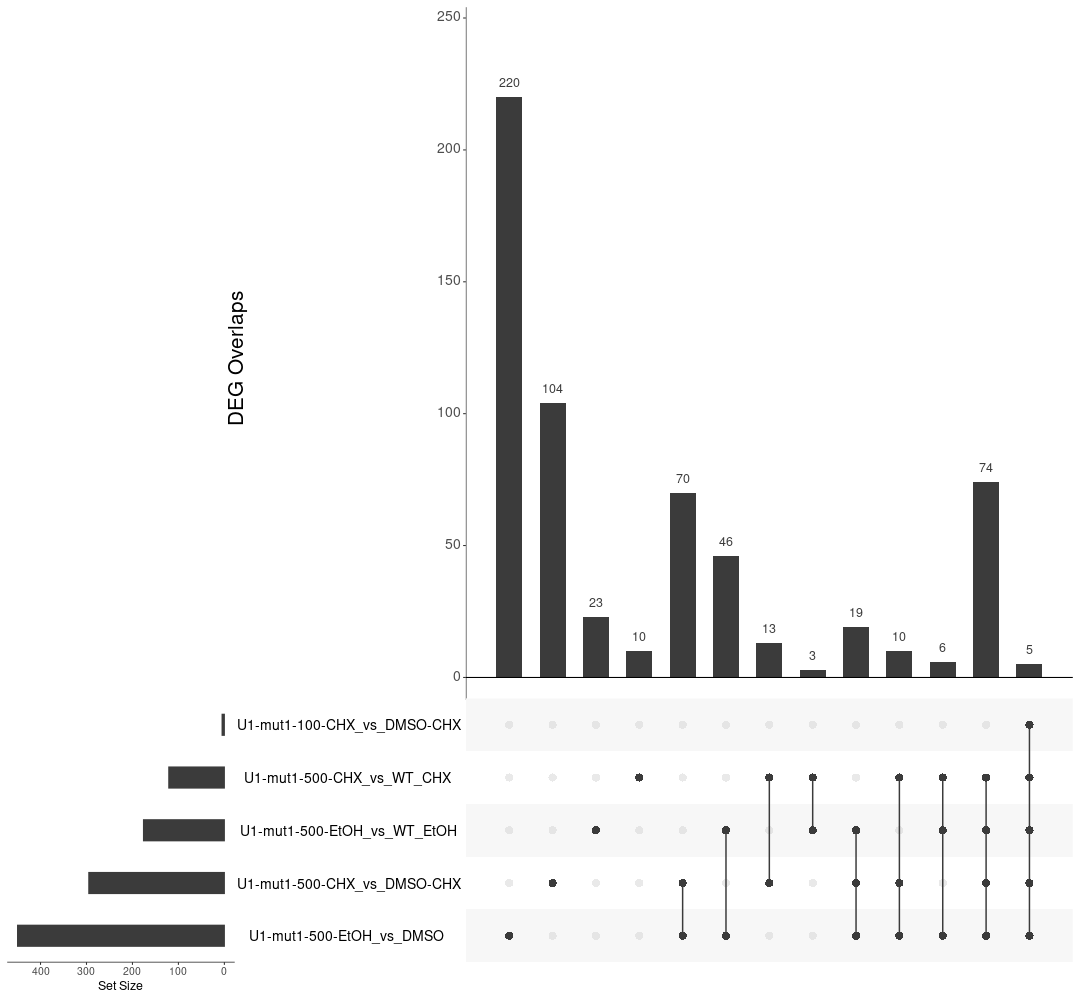 250
220
200
150
DEG Overlaps
104
100
74
70
50
46
23
19
13
10
10
6
5
3
0
U1-mut1-100-CHX_vs_DMSO-CHX
U1-mut1-500-CHX_vs_WT_CHX
U1-mut1-500-EtOH_vs_WT_EtOH
U1-mut1-500-CHX_vs_DMSO-CHX
U1-mut1-500-EtOH_vs_DMSO
400 300 200 100 0
Set Size